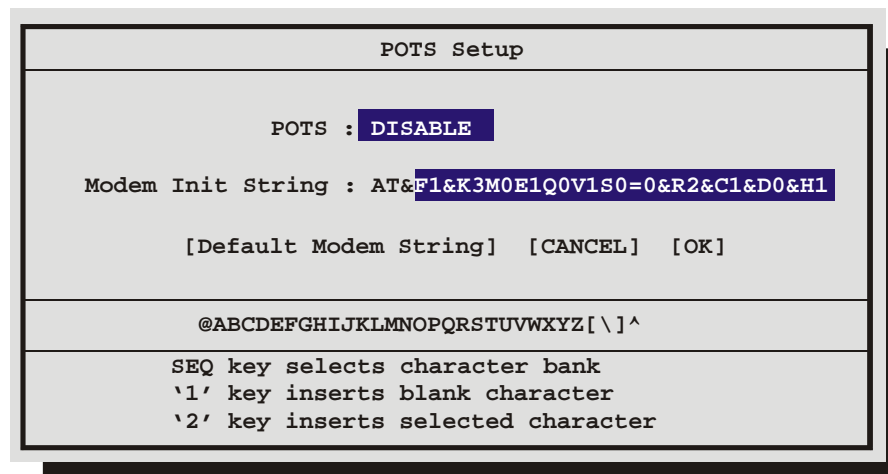 POTS Setup
POTS : DISABLE
Modem Init String : AT&F1&K3M0E1Q0V1S0=0&R2&C1&D0&H1
[Default Modem String] [CANCEL] [OK]
@ABCDEFGHIJKLMNOPQRSTUVWXYZ[\]^
SEQ key selects character bank
‘1’ key inserts blank character
‘2’ key inserts selected character